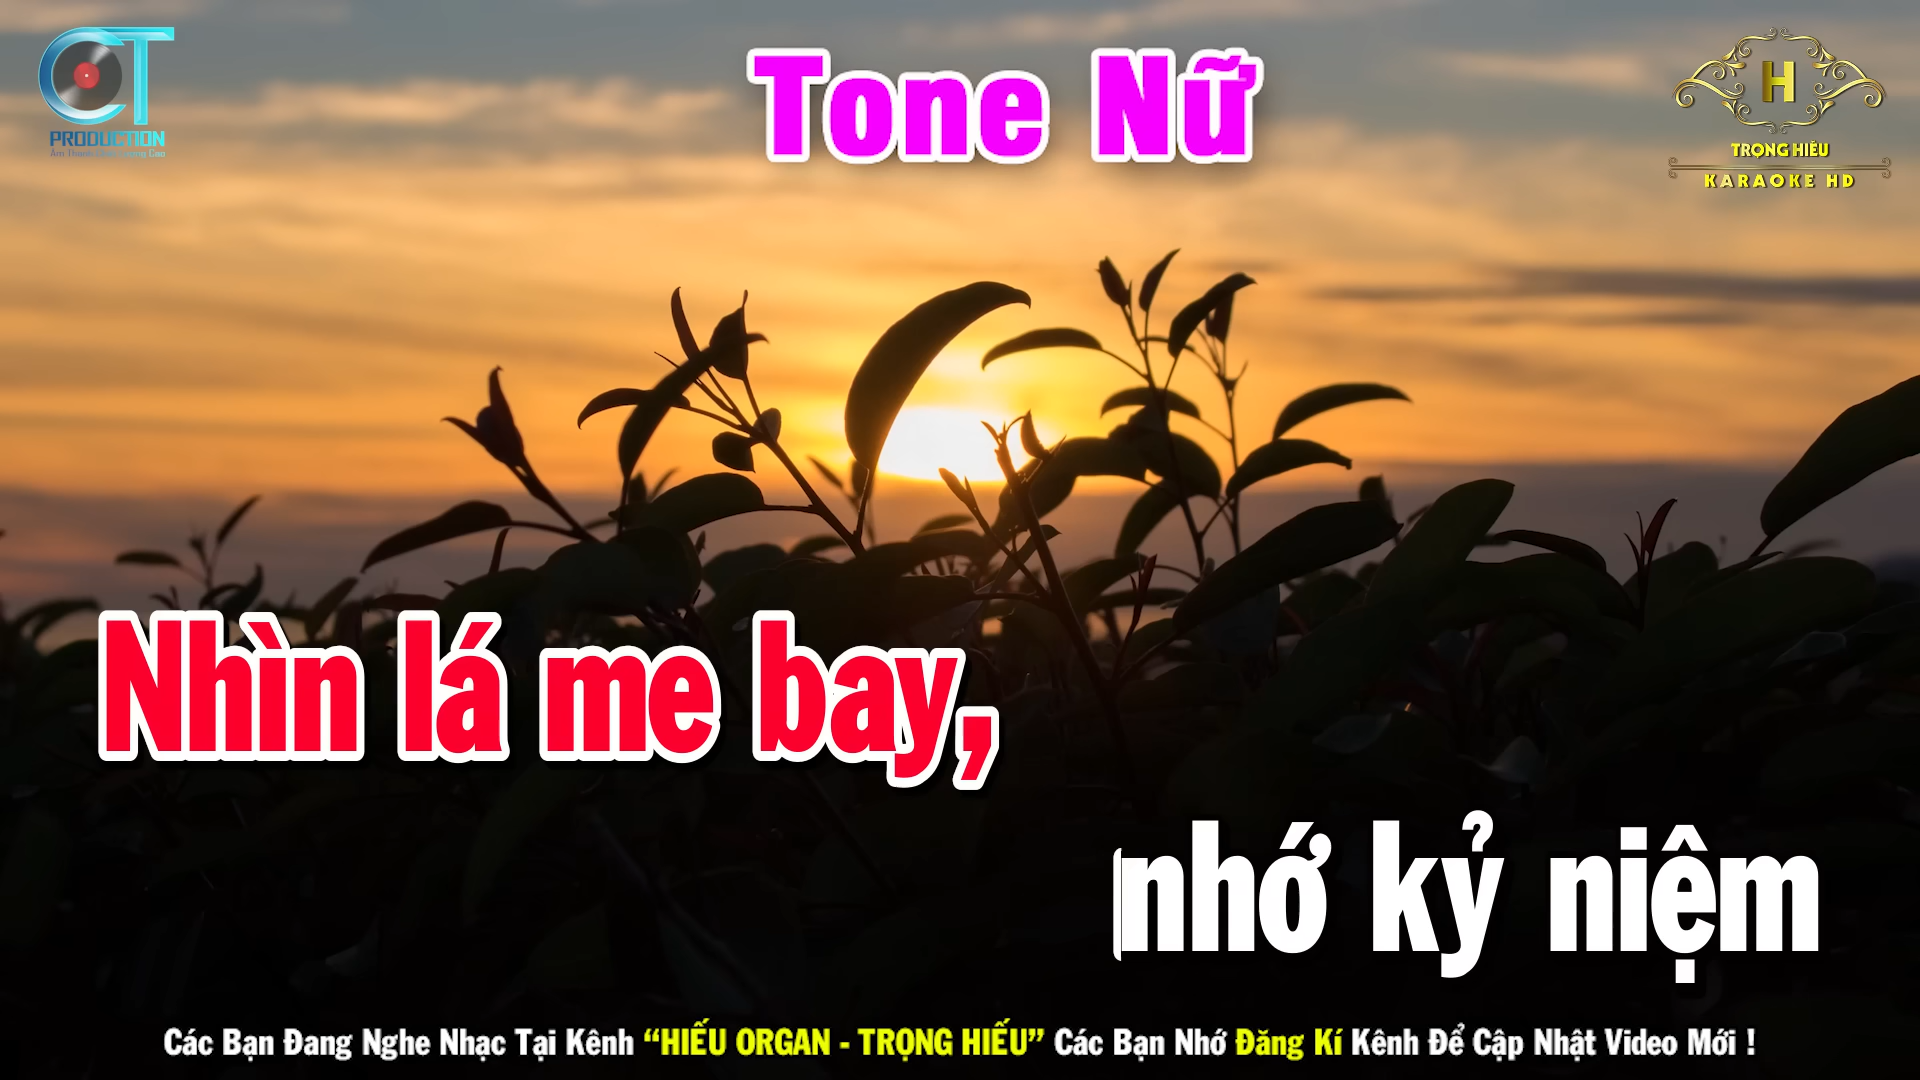 CT
PRODUCTION
Tone Nữ
H
TRỌNG HIẾU
KARAOKE HD
Nhìn lá me bay,
nhớ kỷ niệm
Các Bạn Đang Nghe Nhạc Tại Kênh “HIẾU ORGAN - TRỌNG HIẾU” Các Bạn Nhớ Đăng Kí Kênh Để Cập Nhật Video Mới !